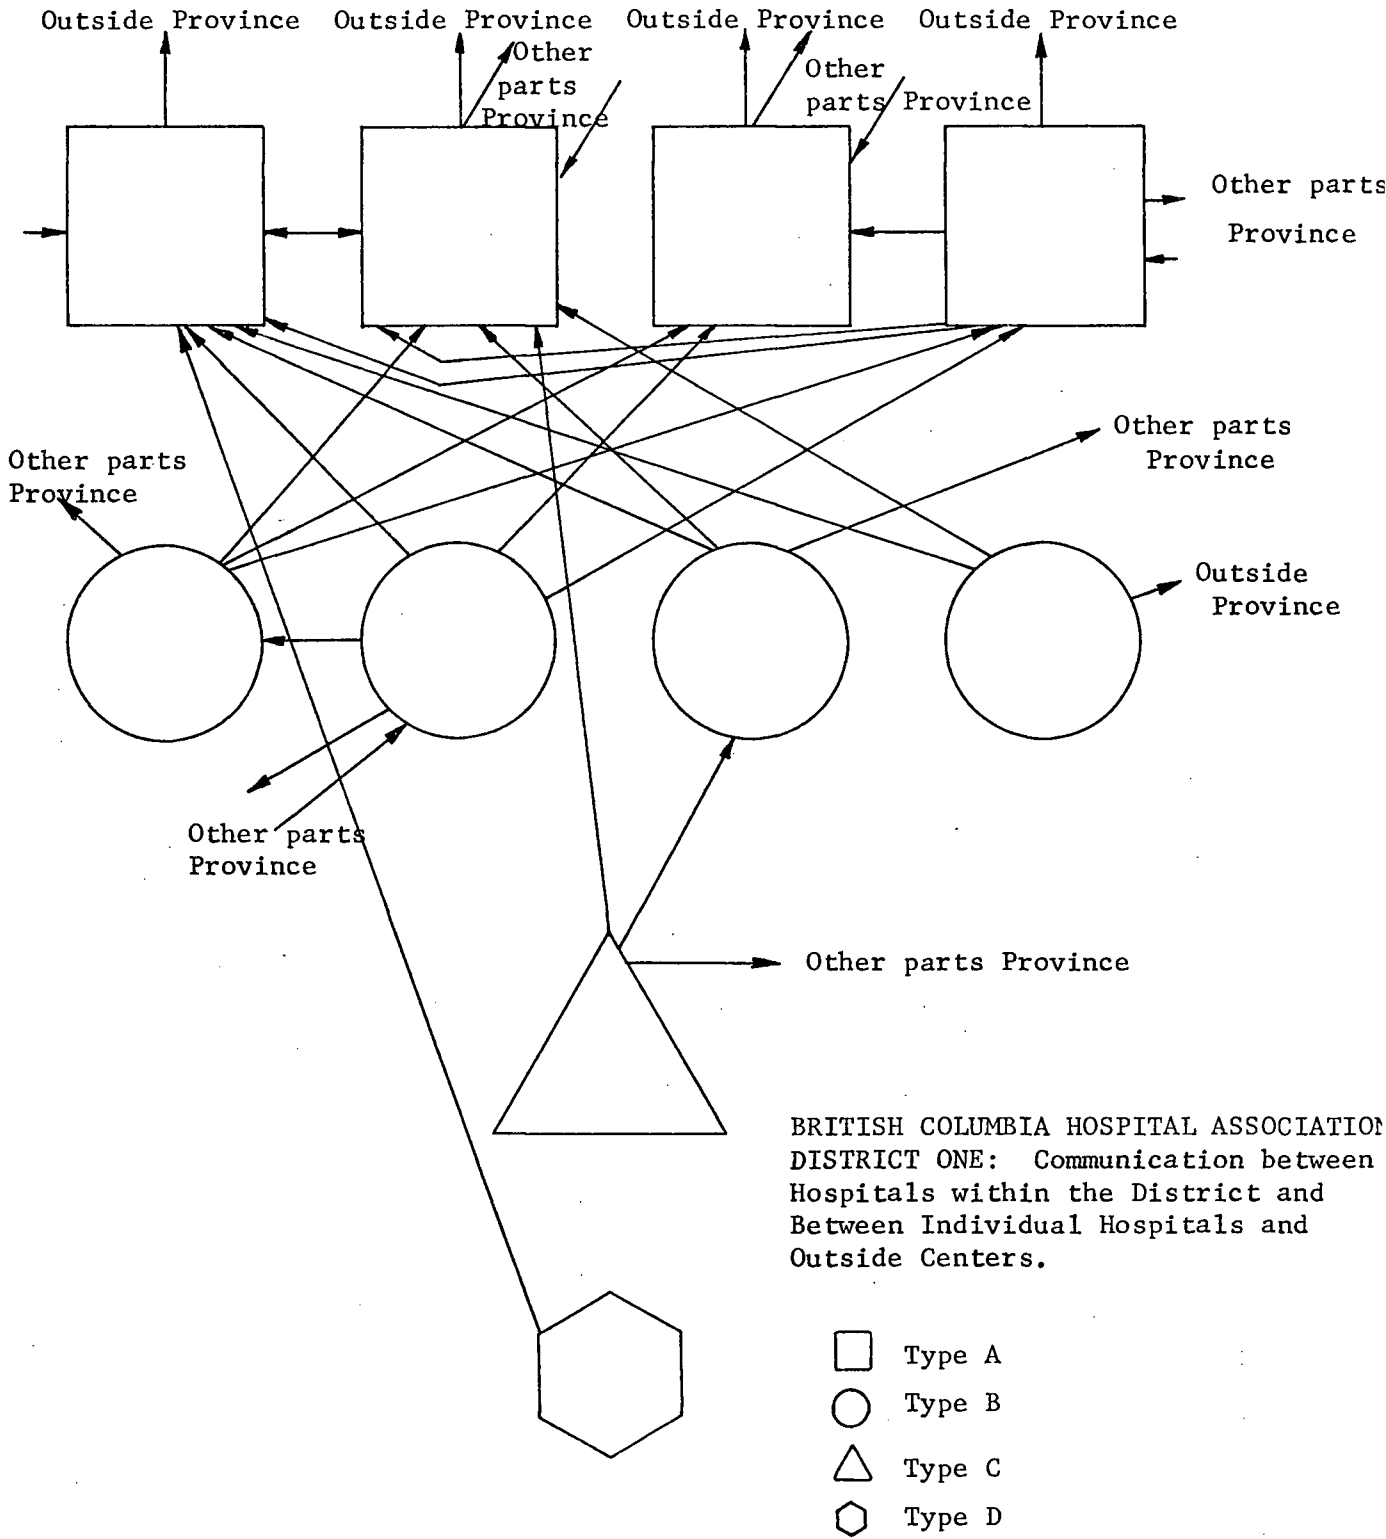 Outside Province
Outside Province
Outside Province
Outside Province
Other
parts
Province
Other
parts Province
Other parts
Province
Other parts
Province
Other parts
Province
Outside
Province
Other parts
Province
Other parts Province
BRITISH COLUMBIA HOSPITAL ASSOCIATION
DISTRICT ONE: Communication between
Hospitals within the District and
Between Individual Hospitals and
Outside Centers.
Type A
Type B
Type C
Type D